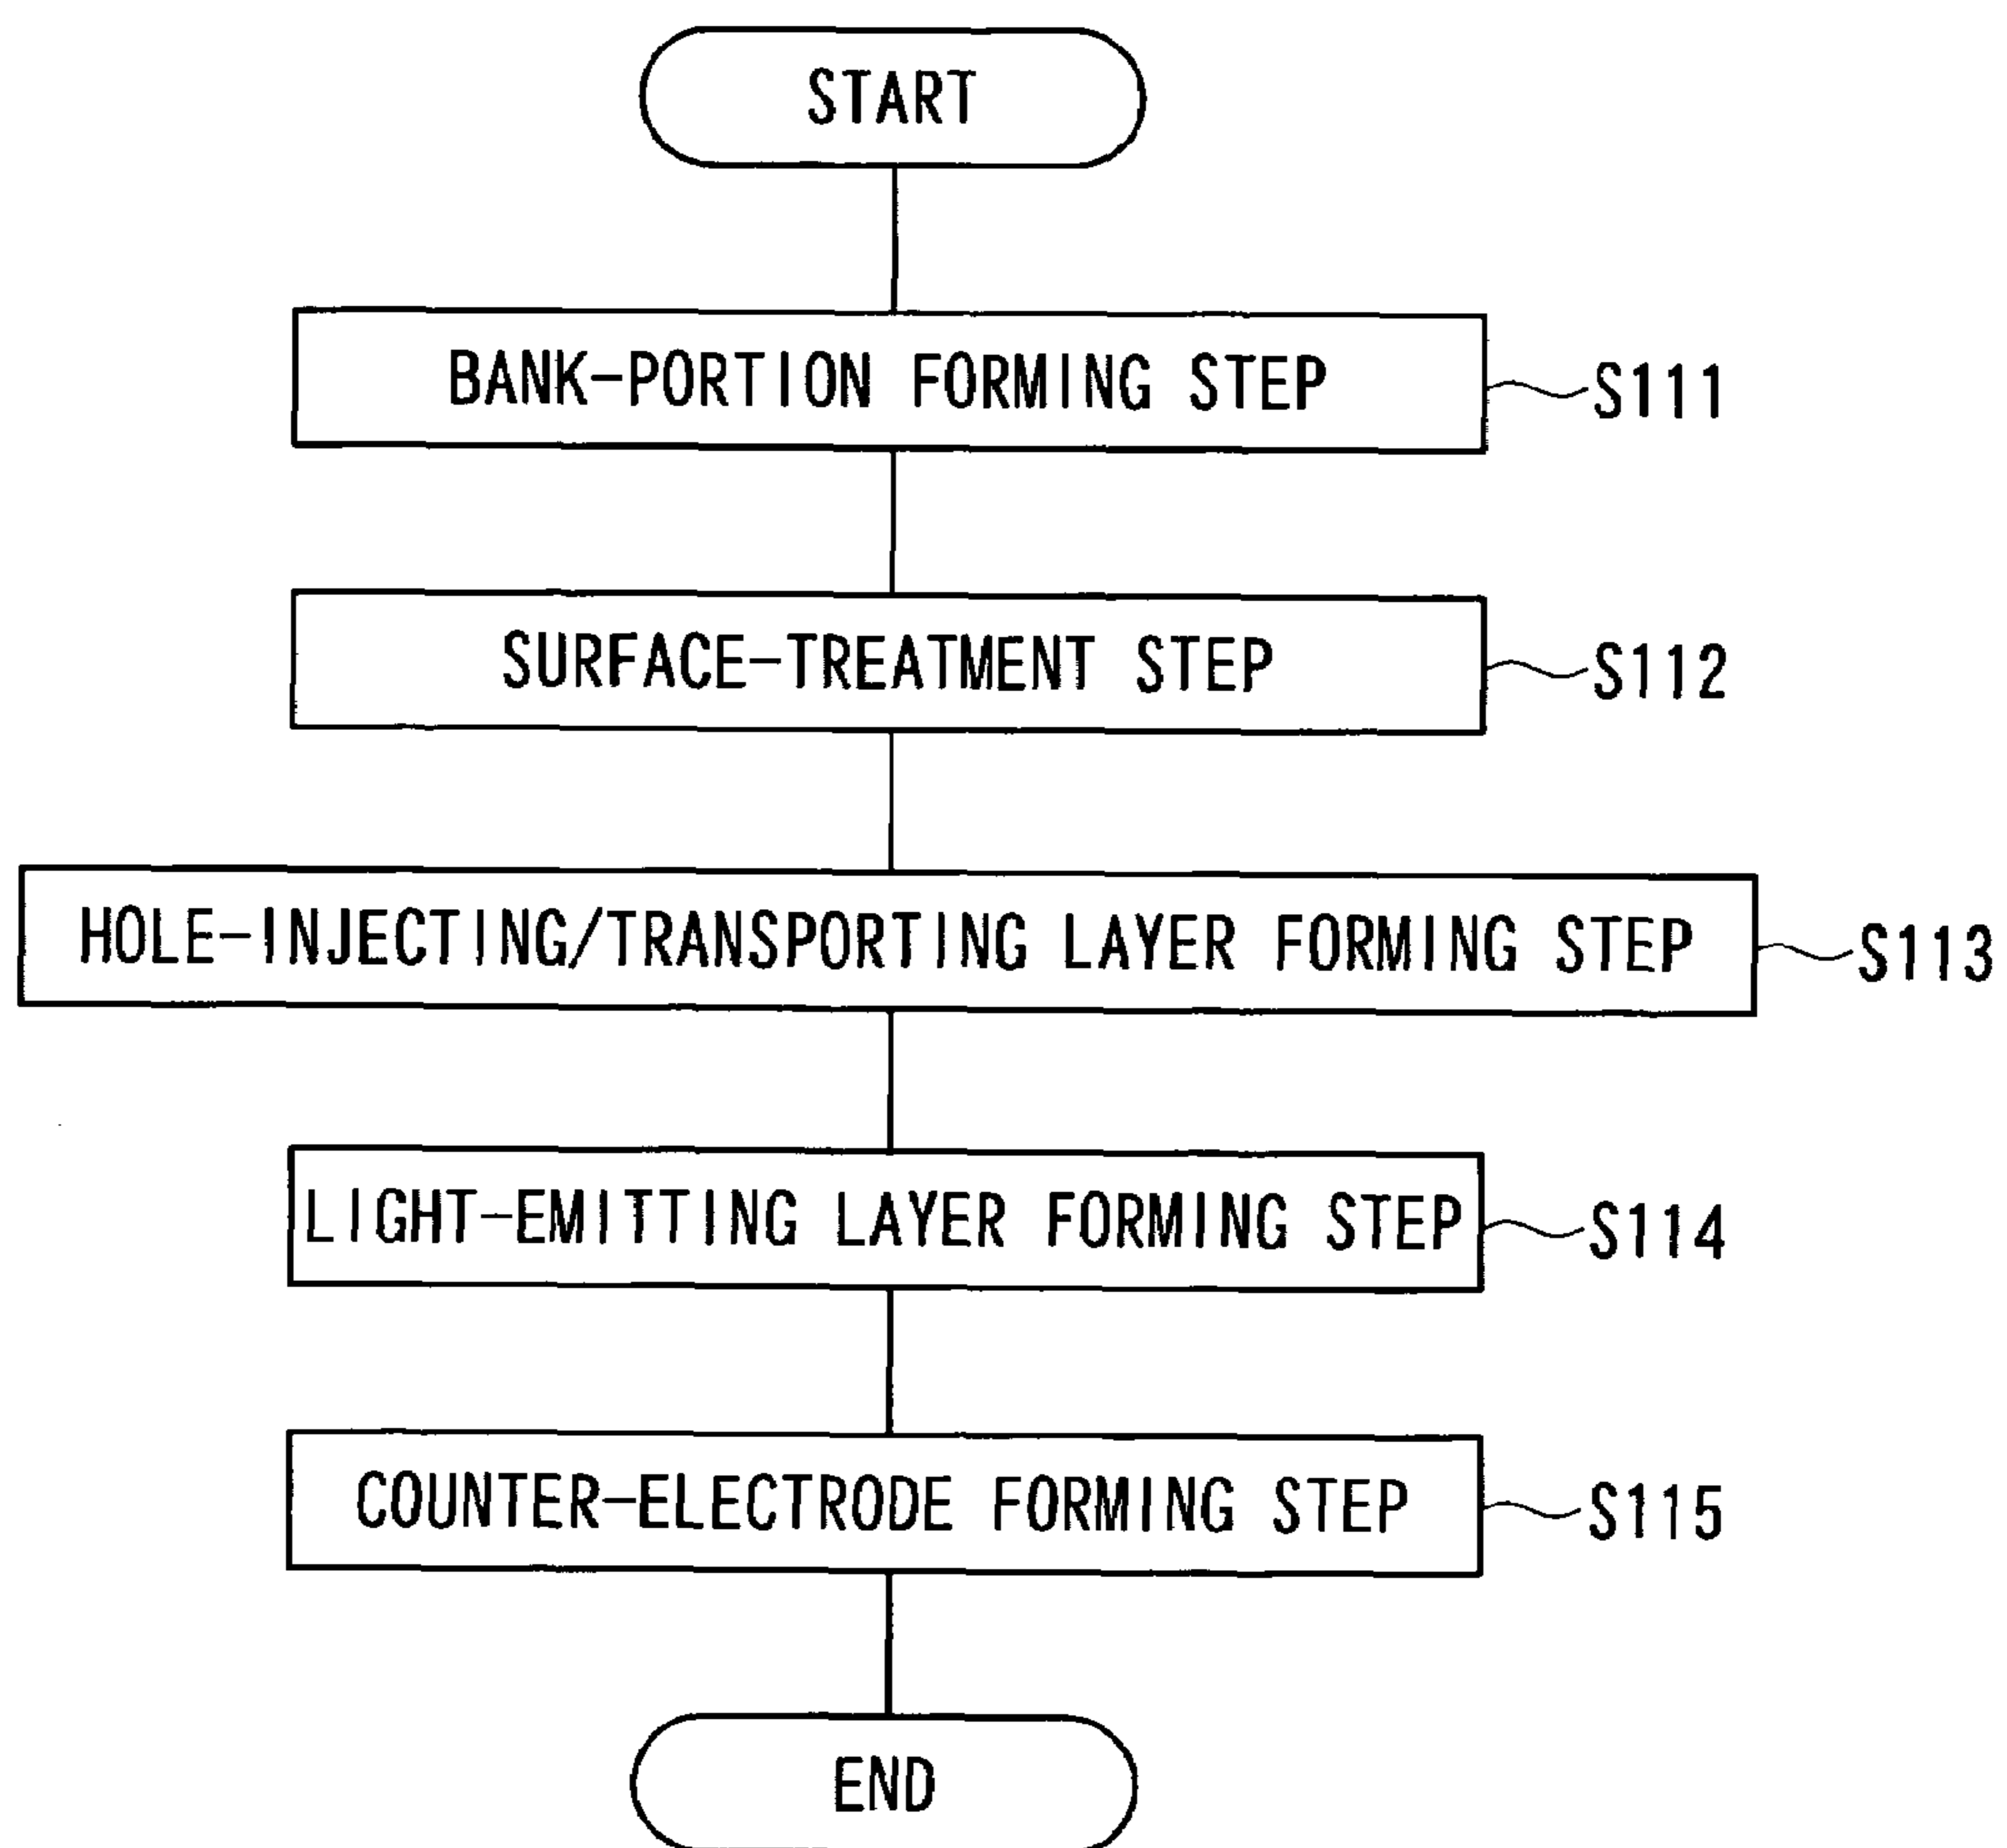 START
BANK-PORTION FORMING STEP
S111
SURFACE-TREATMENT STEP
S112
HOLE-INJECTING/TRANSPORTING LAYER FORMING STEP
S113
LIGHT-EMITTING LAYER FORMING STEP
S114
COUNTER-ELECTRODE FORMING STEP
S115
END